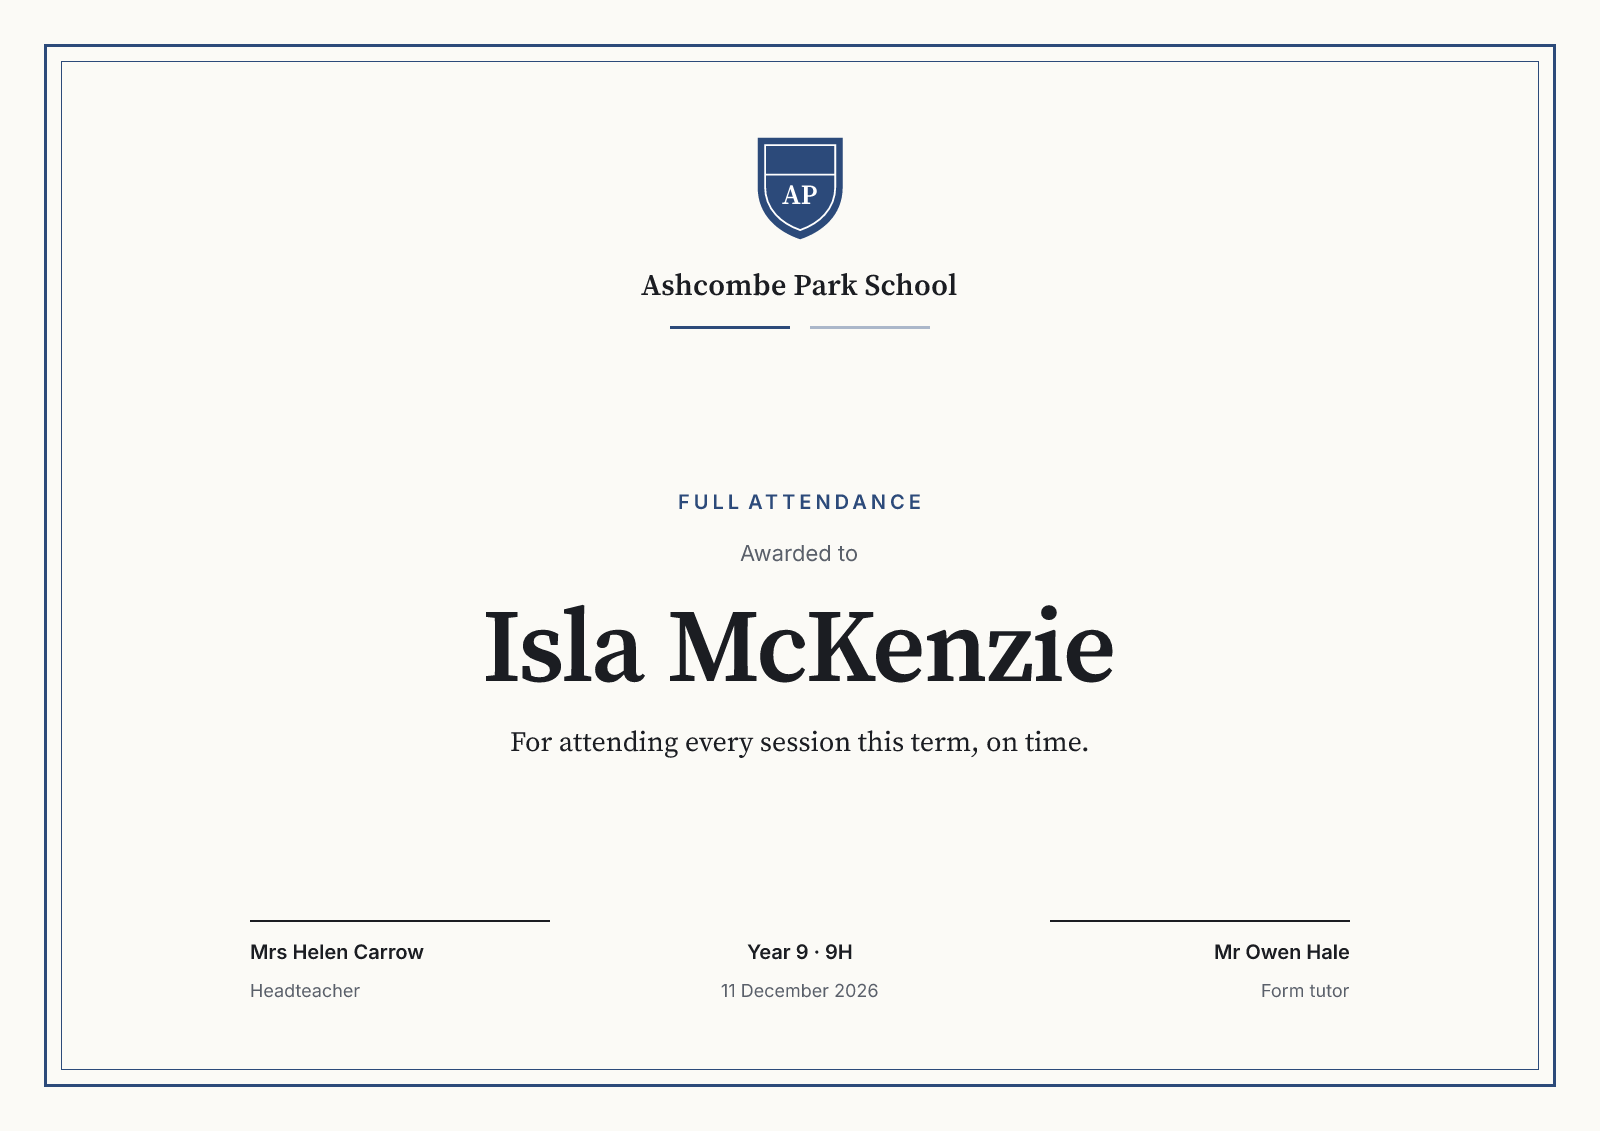 AP
Ashcombe Park School
FULL ATTENDANCE
Awarded to
Isla McKenzie
For attending every session this term, on time.
Mrs Helen Carrow
Headteacher
Year 9 · 9H
11 December 2026
Mr Owen Hale
Form tutor